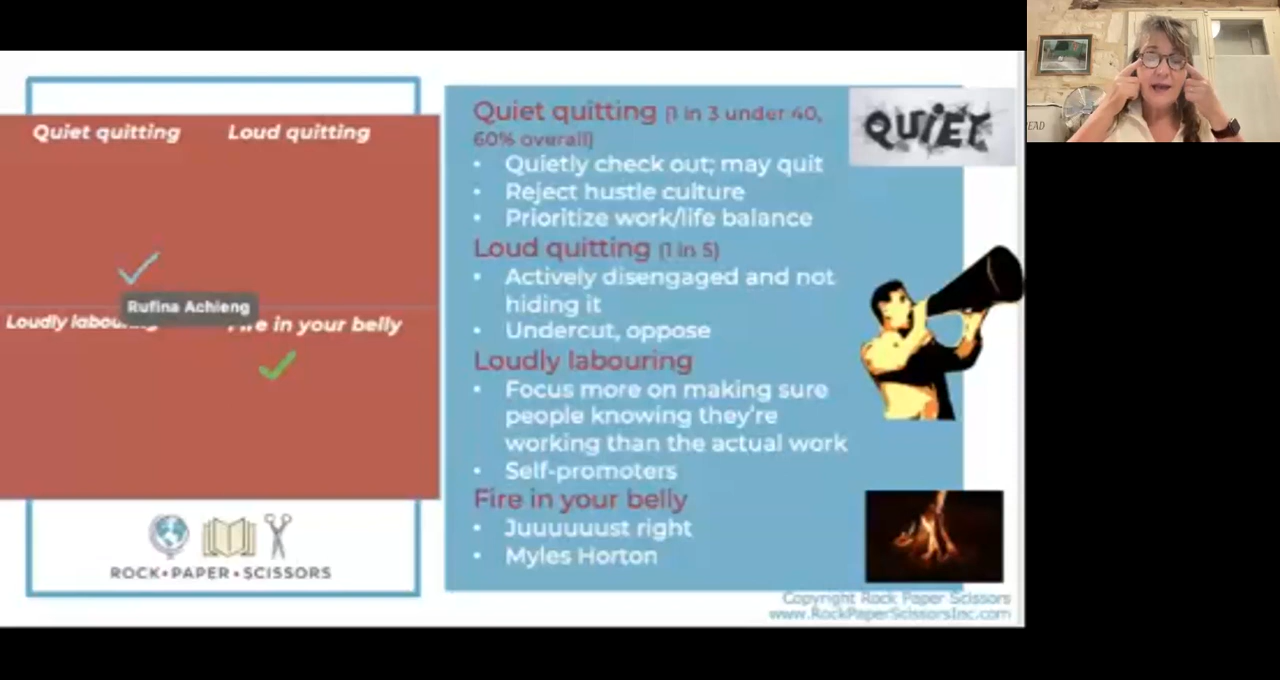 Quiet quitting
Loud quitting
Rufina Achieng
Loudly
Fire in your belly
ROCK•PAPER•SCISSORS
Quiet quitting (1 in 3 under 40,
60% overall)
• Quietly check out; may quit
• Reject hustle culture
• Prioritize work/life balance
Loud quitting (1 in 5)
• Actively disengaged and not
hiding it
• Undercut, oppose
Loudly labouring
• Focus more on making sure
people knowing they're
working than the actual work
• Self-promoters
Fire in your belly
• Juuuuuust right
• Myles Horton
QUiET
Copyright Rock Paper Scissors
www.RockPaperScissorsInc.com